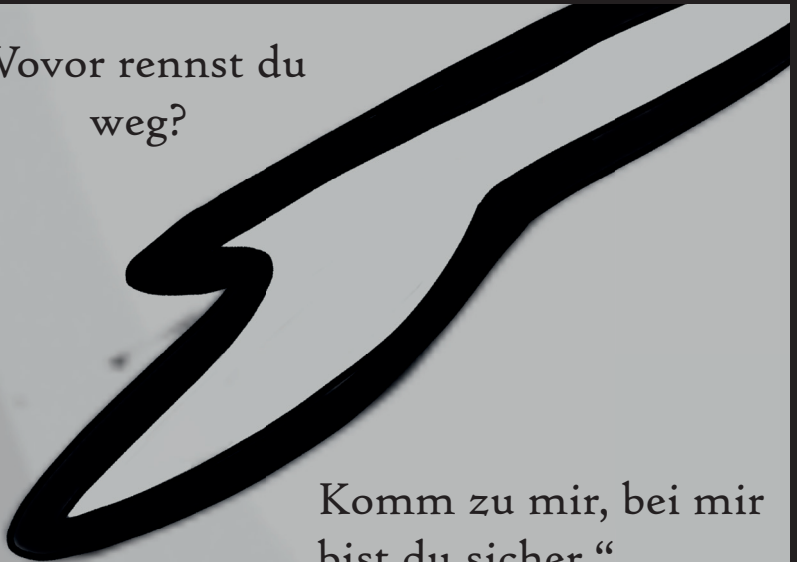 Wovor rennst du
weg?
Komm zu mir, bei mir
bist du sicher.“